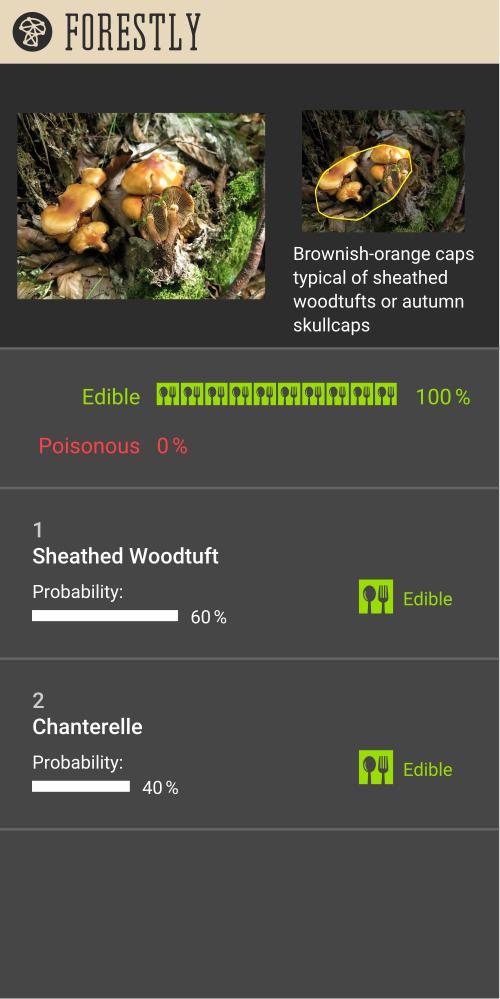 FORESTLY
Brownish-orange caps
typical of sheathed
woodtufts or autumn
skullcaps
Edible 100 %
Poisonous 0 %
1
Sheathed Woodtuft
Probability:
60 %
Edible
2
Chanterelle
Probability:
40 %
Edible